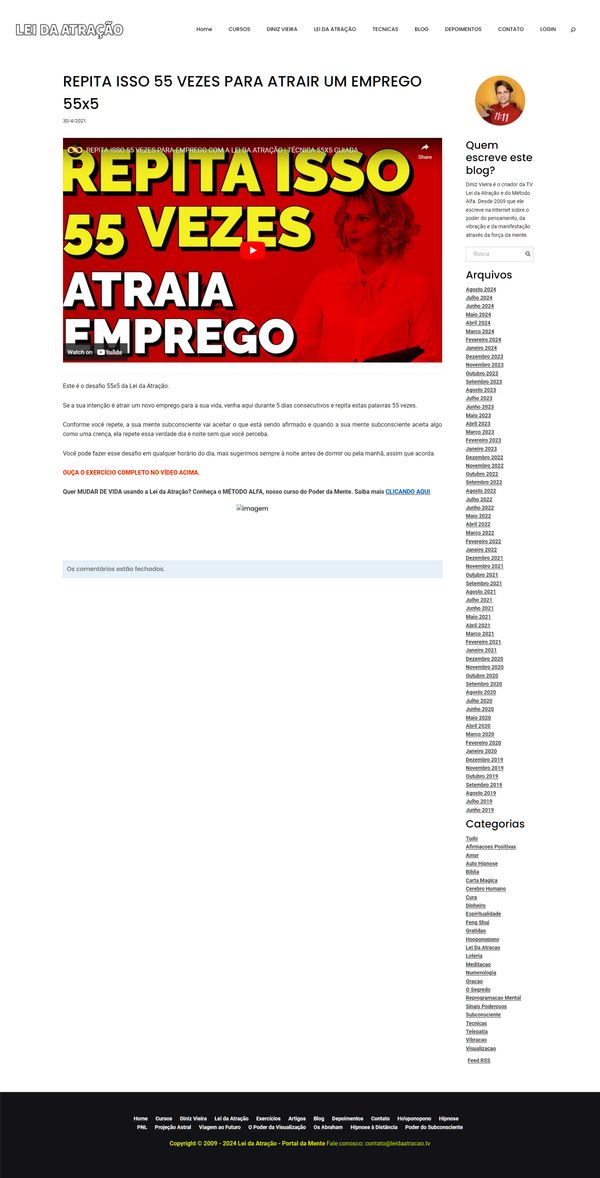 LEI DA ATRAÇÃO
Home CURSOS DINIZ VIEIRA LEI DA ATRAÇÃO TECNICAS BLOG DEPOIMENTOS CONTATO LOGIN
REPITA ISSO 55 VEZES PARA ATRAIR UM EMPREGO
55x5
30/4/2021
REPITA ISSO 55 VEZES PARA EMPREGO COM A LEI DA ATRAÇÃO | TÉCNICA 55X5 GUIADA
Share
REPITA ISSO
55 VEZES
ATRAIA
EMPREGO
Watch on YouTube
Este é o desafio 55x5 da Lei da Atração.
Se a sua intenção é atrair um novo emprego para a sua vida, venha aqui durante 5 dias consecutivos e repita estas palavras 55 vezes.
Conforme você repete, a sua mente subconsciente vai aceitar o que está sendo afirmado e quando a sua mente subconsciente aceita algo
como uma crença, ela repete essa verdade dia e noite sem que você perceba.
Você pode fazer esse desafio em qualquer horário do dia, mas sugerimos sempre à noite antes de dormir ou pela manhã, assim que acorda.
OUÇA O EXERCÍCIO COMPLETO NO VÍDEO ACIMA.
Quer MUDAR DE VIDA usando a Lei da Atração? Conheça o MÉTODO ALFA, nosso curso do Poder da Mente. Saiba mais CLICANDO AQUI
Imagem
Os comentários estão fechados.
11:11
Quem
escreve este
blog?
Diniz Vieira é o criador da TV
Lei da Atração e do Método
Alfa. Desde 2009 que ele
escreve na Internet sobre o
poder do pensamento, da
vibração e da manifestação
através da força da mente.
Busca
Arquivos
Agosto 2024
Julho 2024
Junho 2024
Maio 2024
Abril 2024
Março 2024
Fevereiro 2024
Janeiro 2024
Dezembro 2023
Novembro 2023
Outubro 2023
Setembro 2023
Agosto 2023
Julho 2023
Junho 2023
Maio 2023
Abril 2023
Março 2023
Fevereiro 2023
Janeiro 2023
Dezembro 2022
Novembro 2022
Outubro 2022
Setembro 2022
Agosto 2022
Julho 2022
Junho 2022
Maio 2022
Abril 2022
Março 2022
Fevereiro 2022
Janeiro 2022
Dezembro 2021
Novembro 2021
Outubro 2021
Setembro 2021
Agosto 2021
Julho 2021
Junho 2021
Maio 2021
Abril 2021
Março 2021
Fevereiro 2021
Janeiro 2021
Dezembro 2020
Novembro 2020
Outubro 2020
Setembro 2020
Agosto 2020
Julho 2020
Junho 2020
Maio 2020
Abril 2020
Março 2020
Fevereiro 2020
Janeiro 2020
Dezembro 2019
Novembro 2019
Outubro 2019
Setembro 2019
Agosto 2019
Julho 2019
Junho 2019
Categorias
Tudo
Afirmacoes Positivas
Amor
Auto Hipnose
Biblia
Carta Magica
Cerebro Humano
Cura
Dinheiro
Espiritualidade
Feng Shui
Gratidao
Hooponopono
Lei Da Atracao
Loteria
Meditacao
Numerologia
Oracao
O Segredo
Reprogramacao Mental
Sinais Poderosos
Subconsciente
Tecnicas
Telepatia
Vibracao
Visualizacao
Feed RSS
Home Cursos Diniz Vieira Lei da Atração Exercícios Artigos Blog Depoimentos Contato Ho'oponopono Hipnose
PNL Projeção Astral Viagem ao Futuro O Poder da Visualização Os Abraham Hipnose à Distância Poder do Subconsciente
Copyright © 2009 - 2024 Lei da Atração - Portal da Mente Fale conosco: contato@leidaatracao.tv